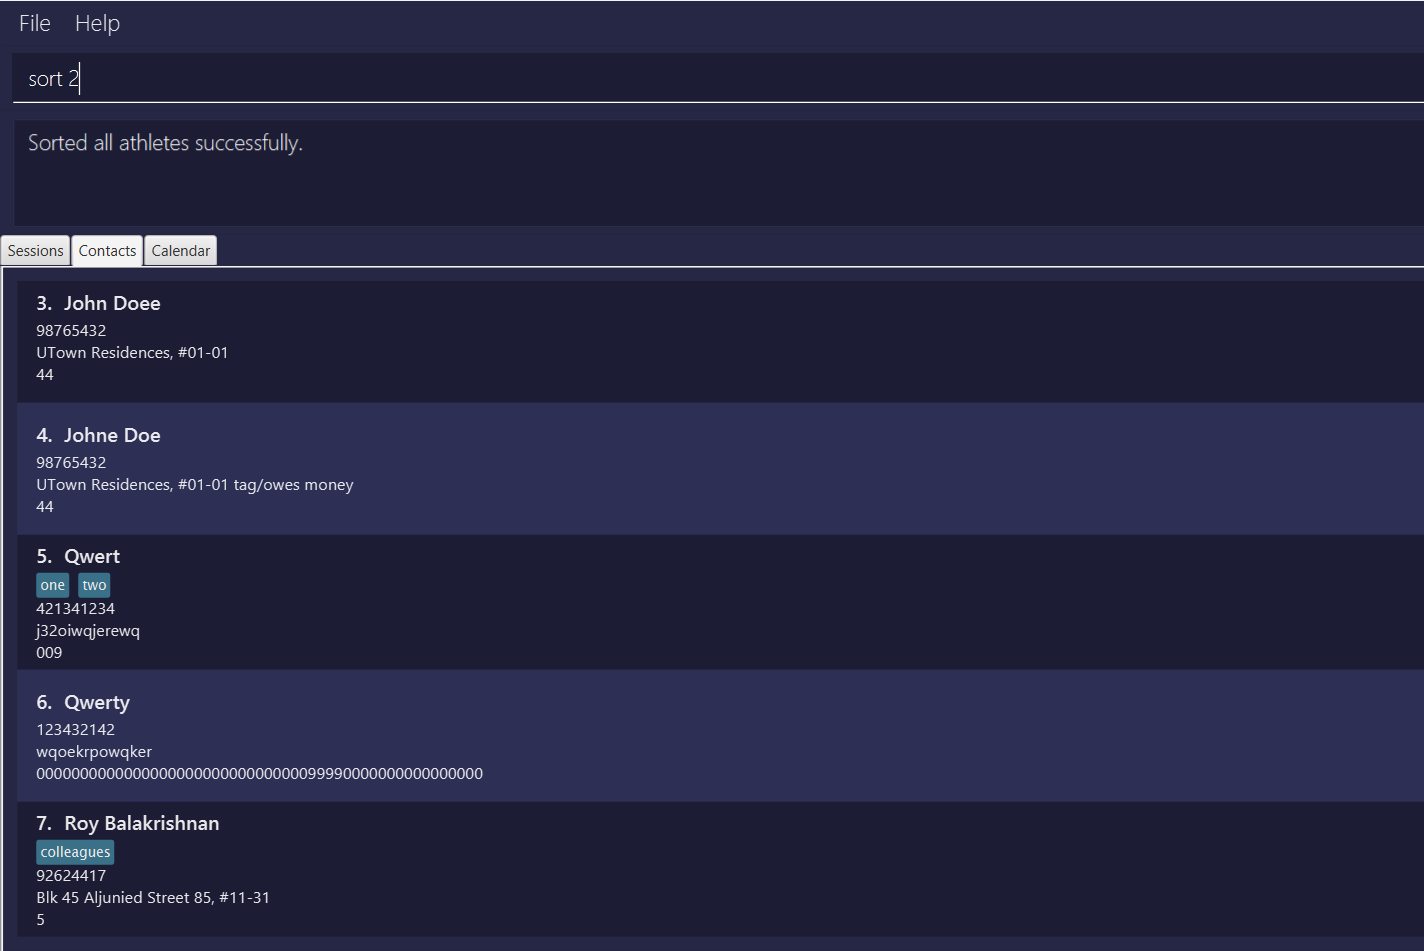 File Help
sort 2
Sorted all athletes successfully.
Sessions Contacts Calendar
3. John Doee
98765432
UTown Residences, #01-01
44
4. Johne Doe
98765432
UTown Residences, #01-01 tag/owes money
44
5. Qwert
one two
421341234
j32oiwqjerewq
009
6. Qwerty
123432142
wqoekrpowqker
00000000000000000000000000000099990000000000000000
7. Roy Balakrishnan
colleagues
92624417
Blk 45 Aljunied Street 85, #11-31
5